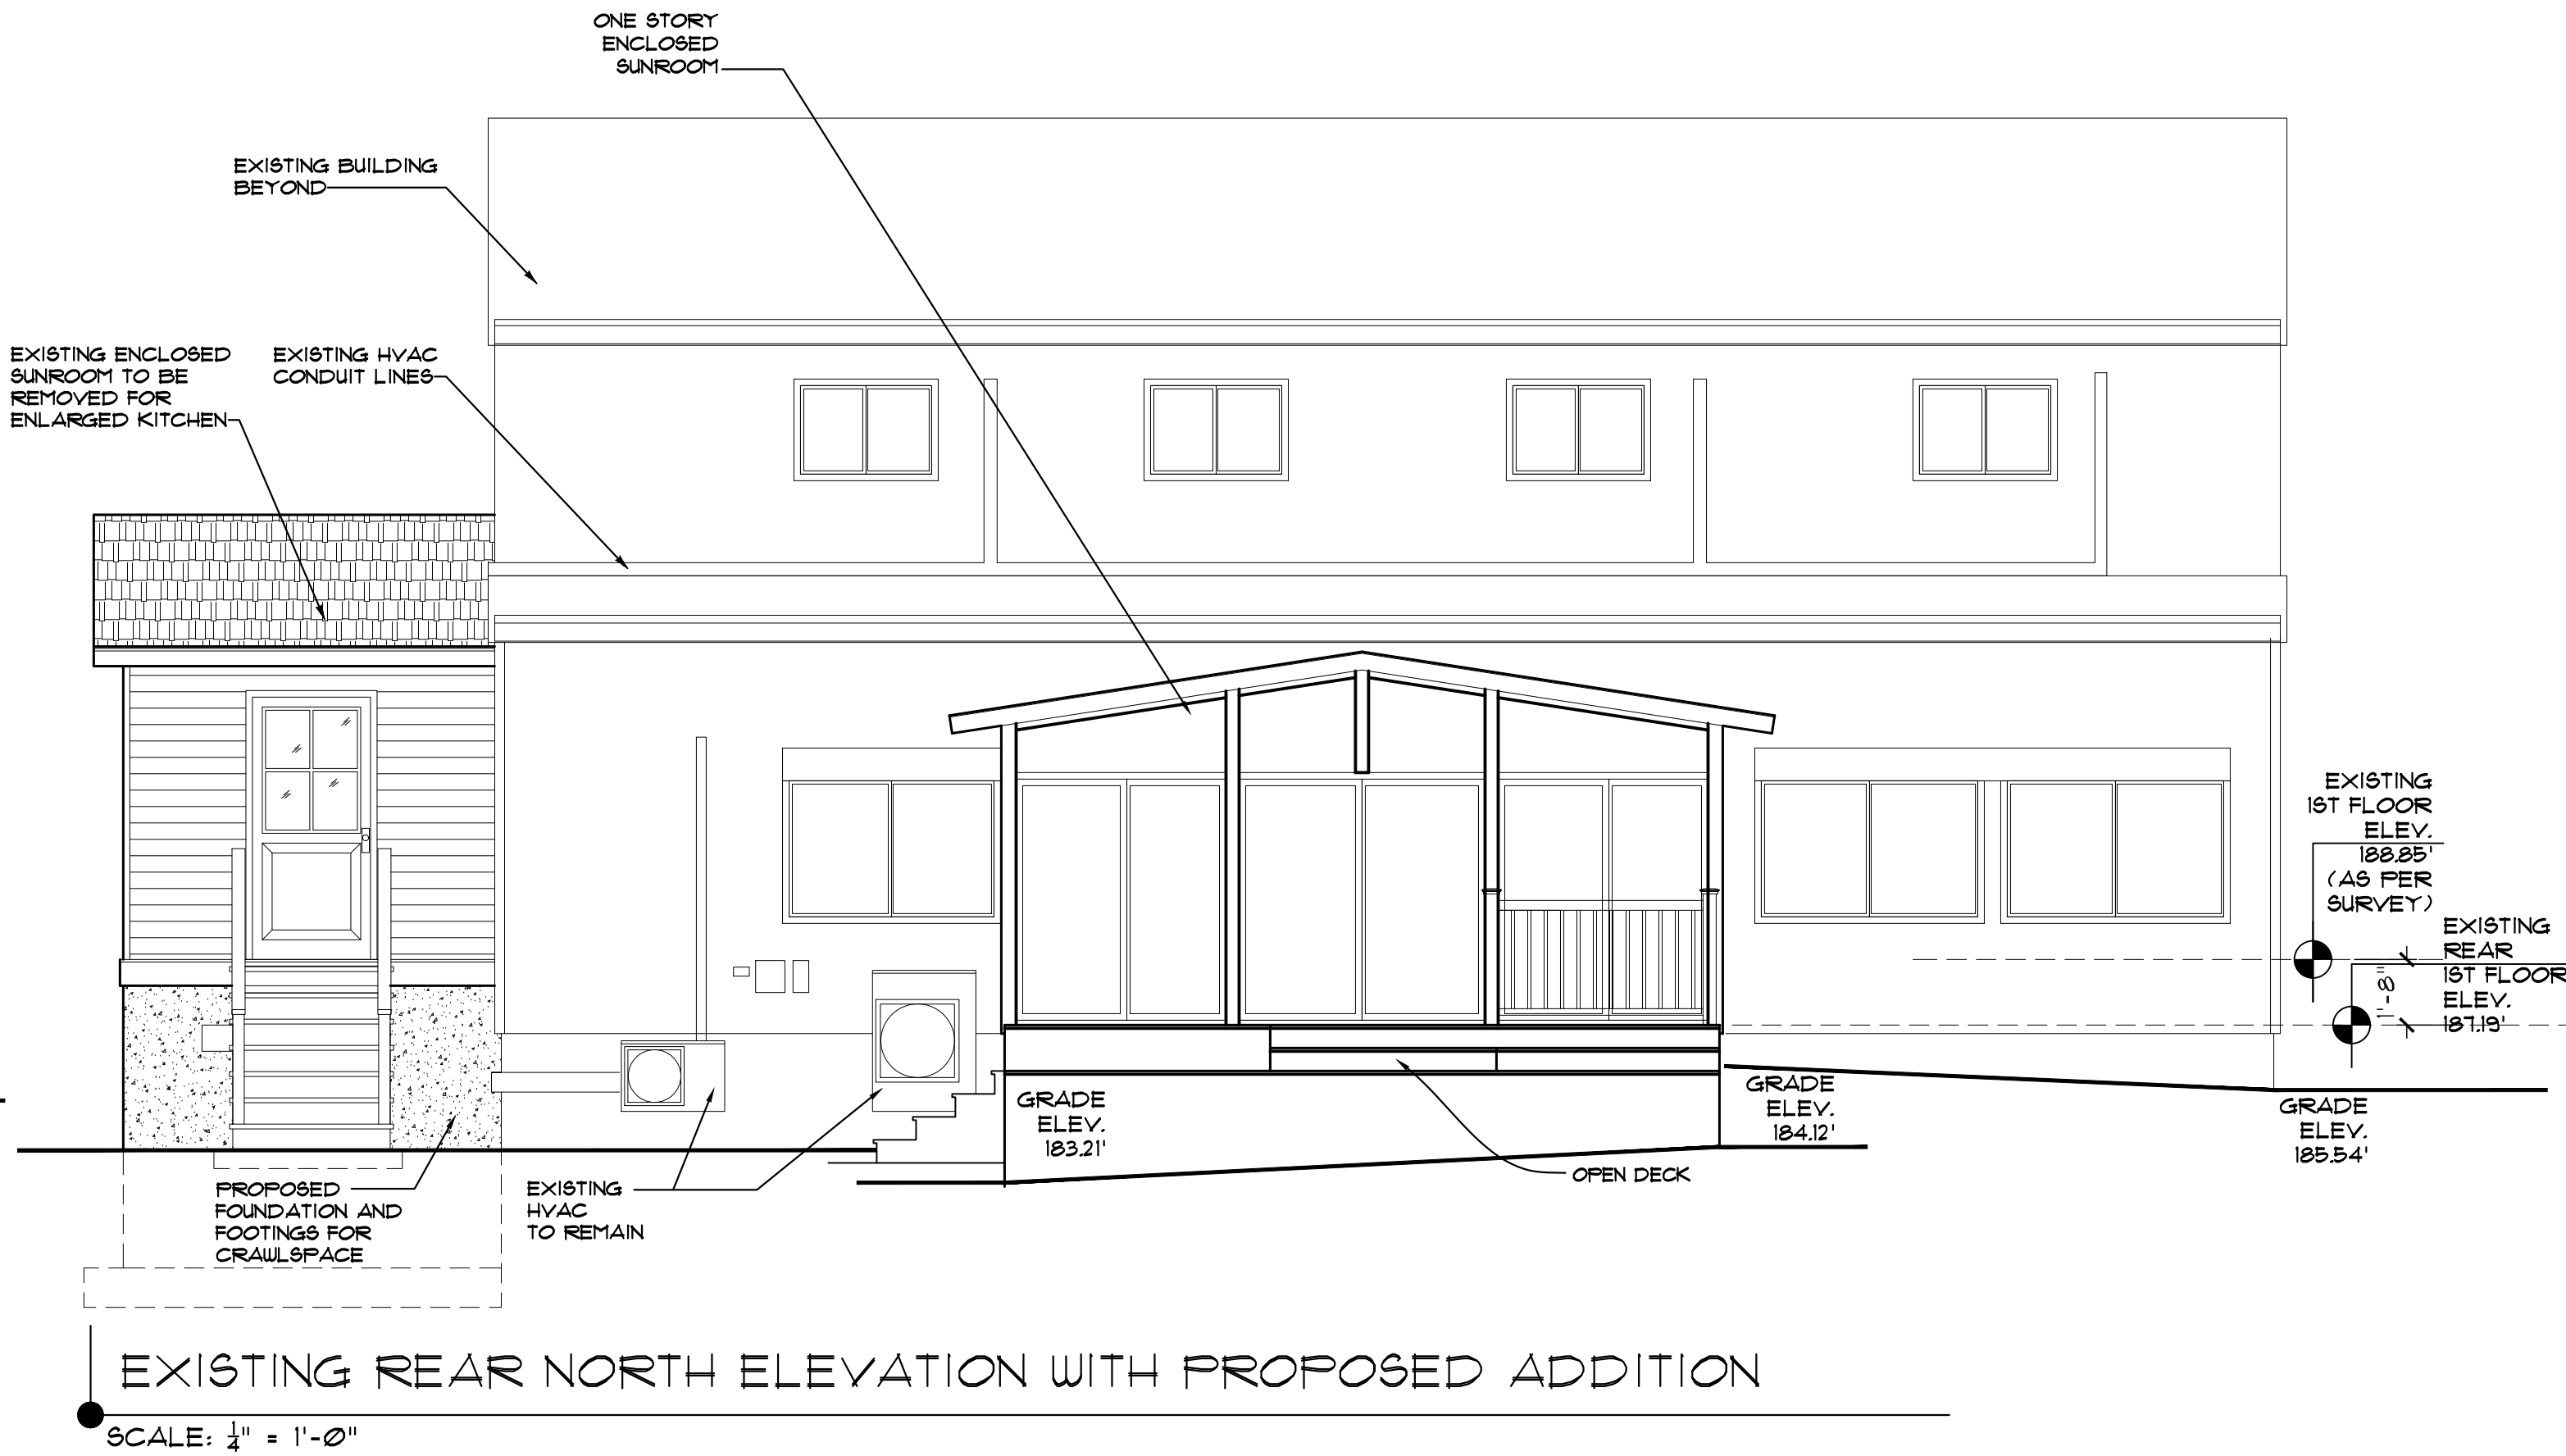 ONE STORY
ENCLOSED
SUNROOM
EXISTING BUILDING
BEYOND
EXISTING ENCLOSED
SUNROOM TO BE
REMOVED FOR
ENLARGED KITCHEN
EXISTING HVAC
CONDUIT LINES
EXISTING
1ST FLOOR
ELEV.
188.85'
(AS PER
SURVEY)
EXISTING
REAR
1ST FLOOR
ELEV.
187.19'
1'-8"
GRADE
ELEV.
183.21'
GRADE
ELEV.
184.12'
GRADE
ELEV.
185.54'
OPEN DECK
PROPOSED
FOUNDATION AND
FOOTINGS FOR
CRAWLSPACE
EXISTING
HVAC
TO REMAIN
EXISTING REAR NORTH ELEVATION WITH PROPOSED ADDITION
SCALE: 1/4" = 1'-0"